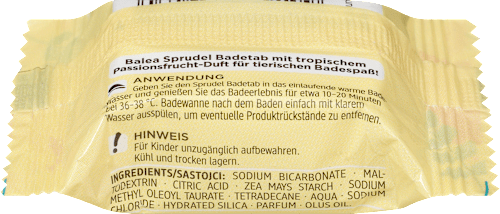 Balea Sprudel Badetab mit tropischem
Passionsfrucht-Duft für tierischen Badespaß!
ANWENDUNG
Geben Sie den Sprudel Badetab in das einlaufende warme Bade-
wasser und genießen Sie das Badeerlebnis für etwa 10-20 Minuten
bei 36-38 °C. Badewanne nach dem Baden einfach mit klarem
Wasser ausspülen, um eventuelle Produktrückstände zu entfernen.
HINWEIS
Für Kinder unzugänglich aufbewahren.
Kühl und trocken lagern.
INGREDIENTS/SASTOJCI: SODIUM BICARBONATE · MAL-
TODEXTRIN · CITRIC ACID · ZEA MAYS STARCH · SODIUM
METHYL OLEOYL TAURATE · TETRADECANE · AQUA · SODIUM
CHLORIDE · HYDRATED SILICA · PARFUM · OLUS OIL ·